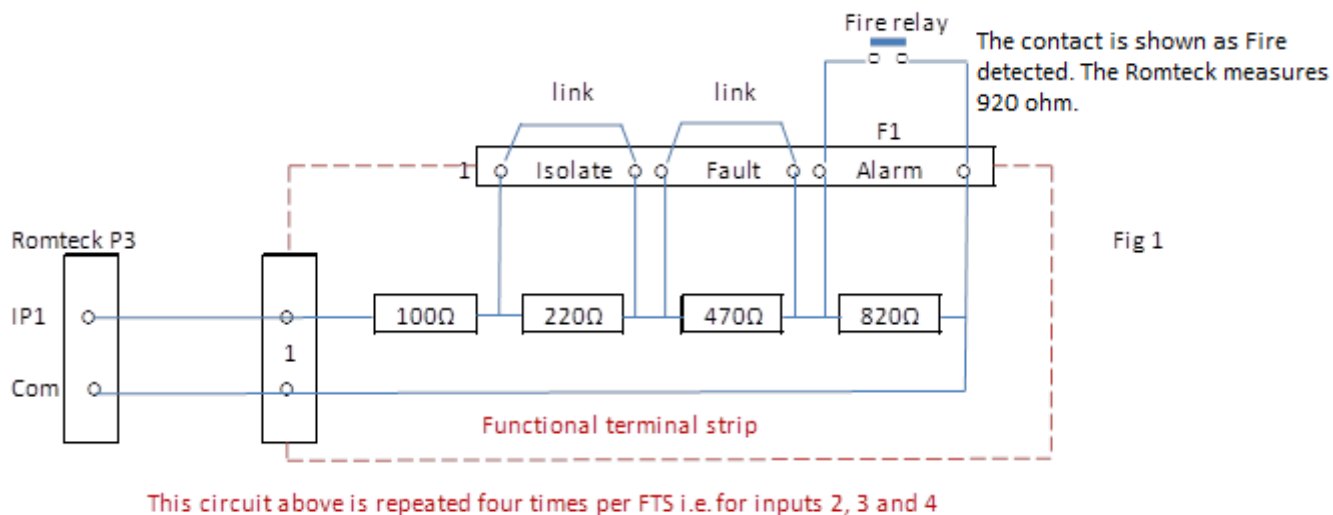 Fire relay
The contact is shown as Fire
detected. The Romteck measures
920 ohm.
link
link
F1
1
Isolate
Fault
Alarm
Romteck P3
Fig 1
IP1
100Ω
220Ω
470Ω
820Ω
1
Com
Functional terminal strip
This circuit above is repeated four times per FTS i.e. for inputs 2, 3 and 4